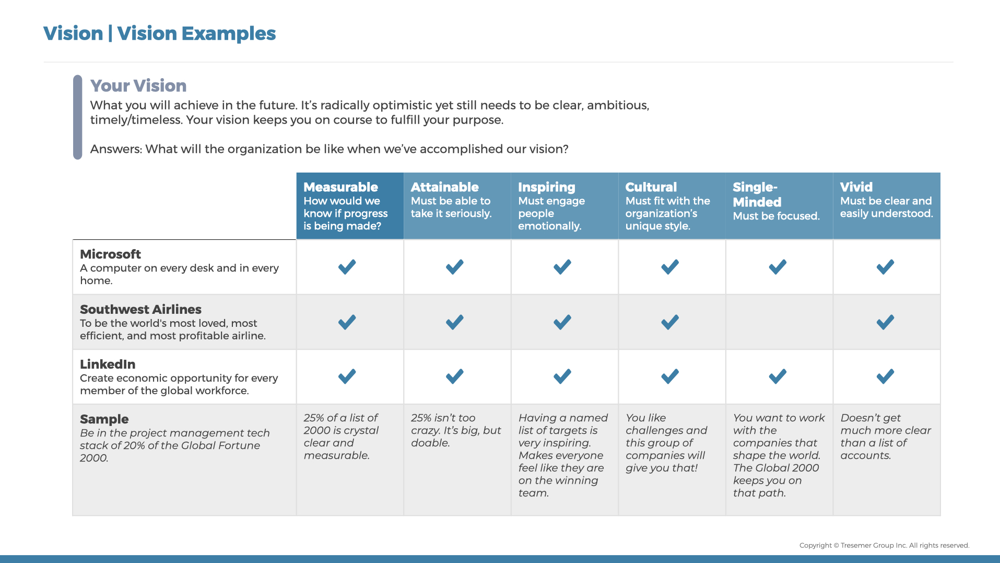 Vision | Vision Examples
Your Vision
What you will achieve in the future. It’s radically optimistic yet still needs to be clear, ambitious,
timely/timeless. Your vision keeps you on course to fulfill your purpose.
Answers: What will the organization be like when we’ve accomplished our vision?
Measurable
How would we
know if progress
is being made?
Attainable
Must be able to
take it seriously.
Inspiring
Must engage
people
emotionally.
Cultural
Must fit with the
organization’s
unique style.
Single-
Minded
Must be focused.
Vivid
Must be clear and
easily understood.
Microsoft
A computer on every desk and in every
home.
Southwest Airlines
To be the world's most loved, most
efficient, and most profitable airline.
LinkedIn
Create economic opportunity for every
member of the global workforce.
Sample
Be in the project management tech
stack of 20% of the Global Fortune
2000.
25% of a list of
2000 is crystal
clear and
measurable.
25% isn’t too
crazy. It’s big, but
doable.
Having a named
list of targets is
very inspiring.
Makes everyone
feel like they are
on the winning
team.
You like
challenges and
this group of
companies will
give you that!
You want to work
with the
companies that
shape the world.
The Global 2000
keeps you on
that path.
Doesn’t get
much more clear
than a list of
accounts.
Copyright © Tresemer Group Inc. All rights reserved.